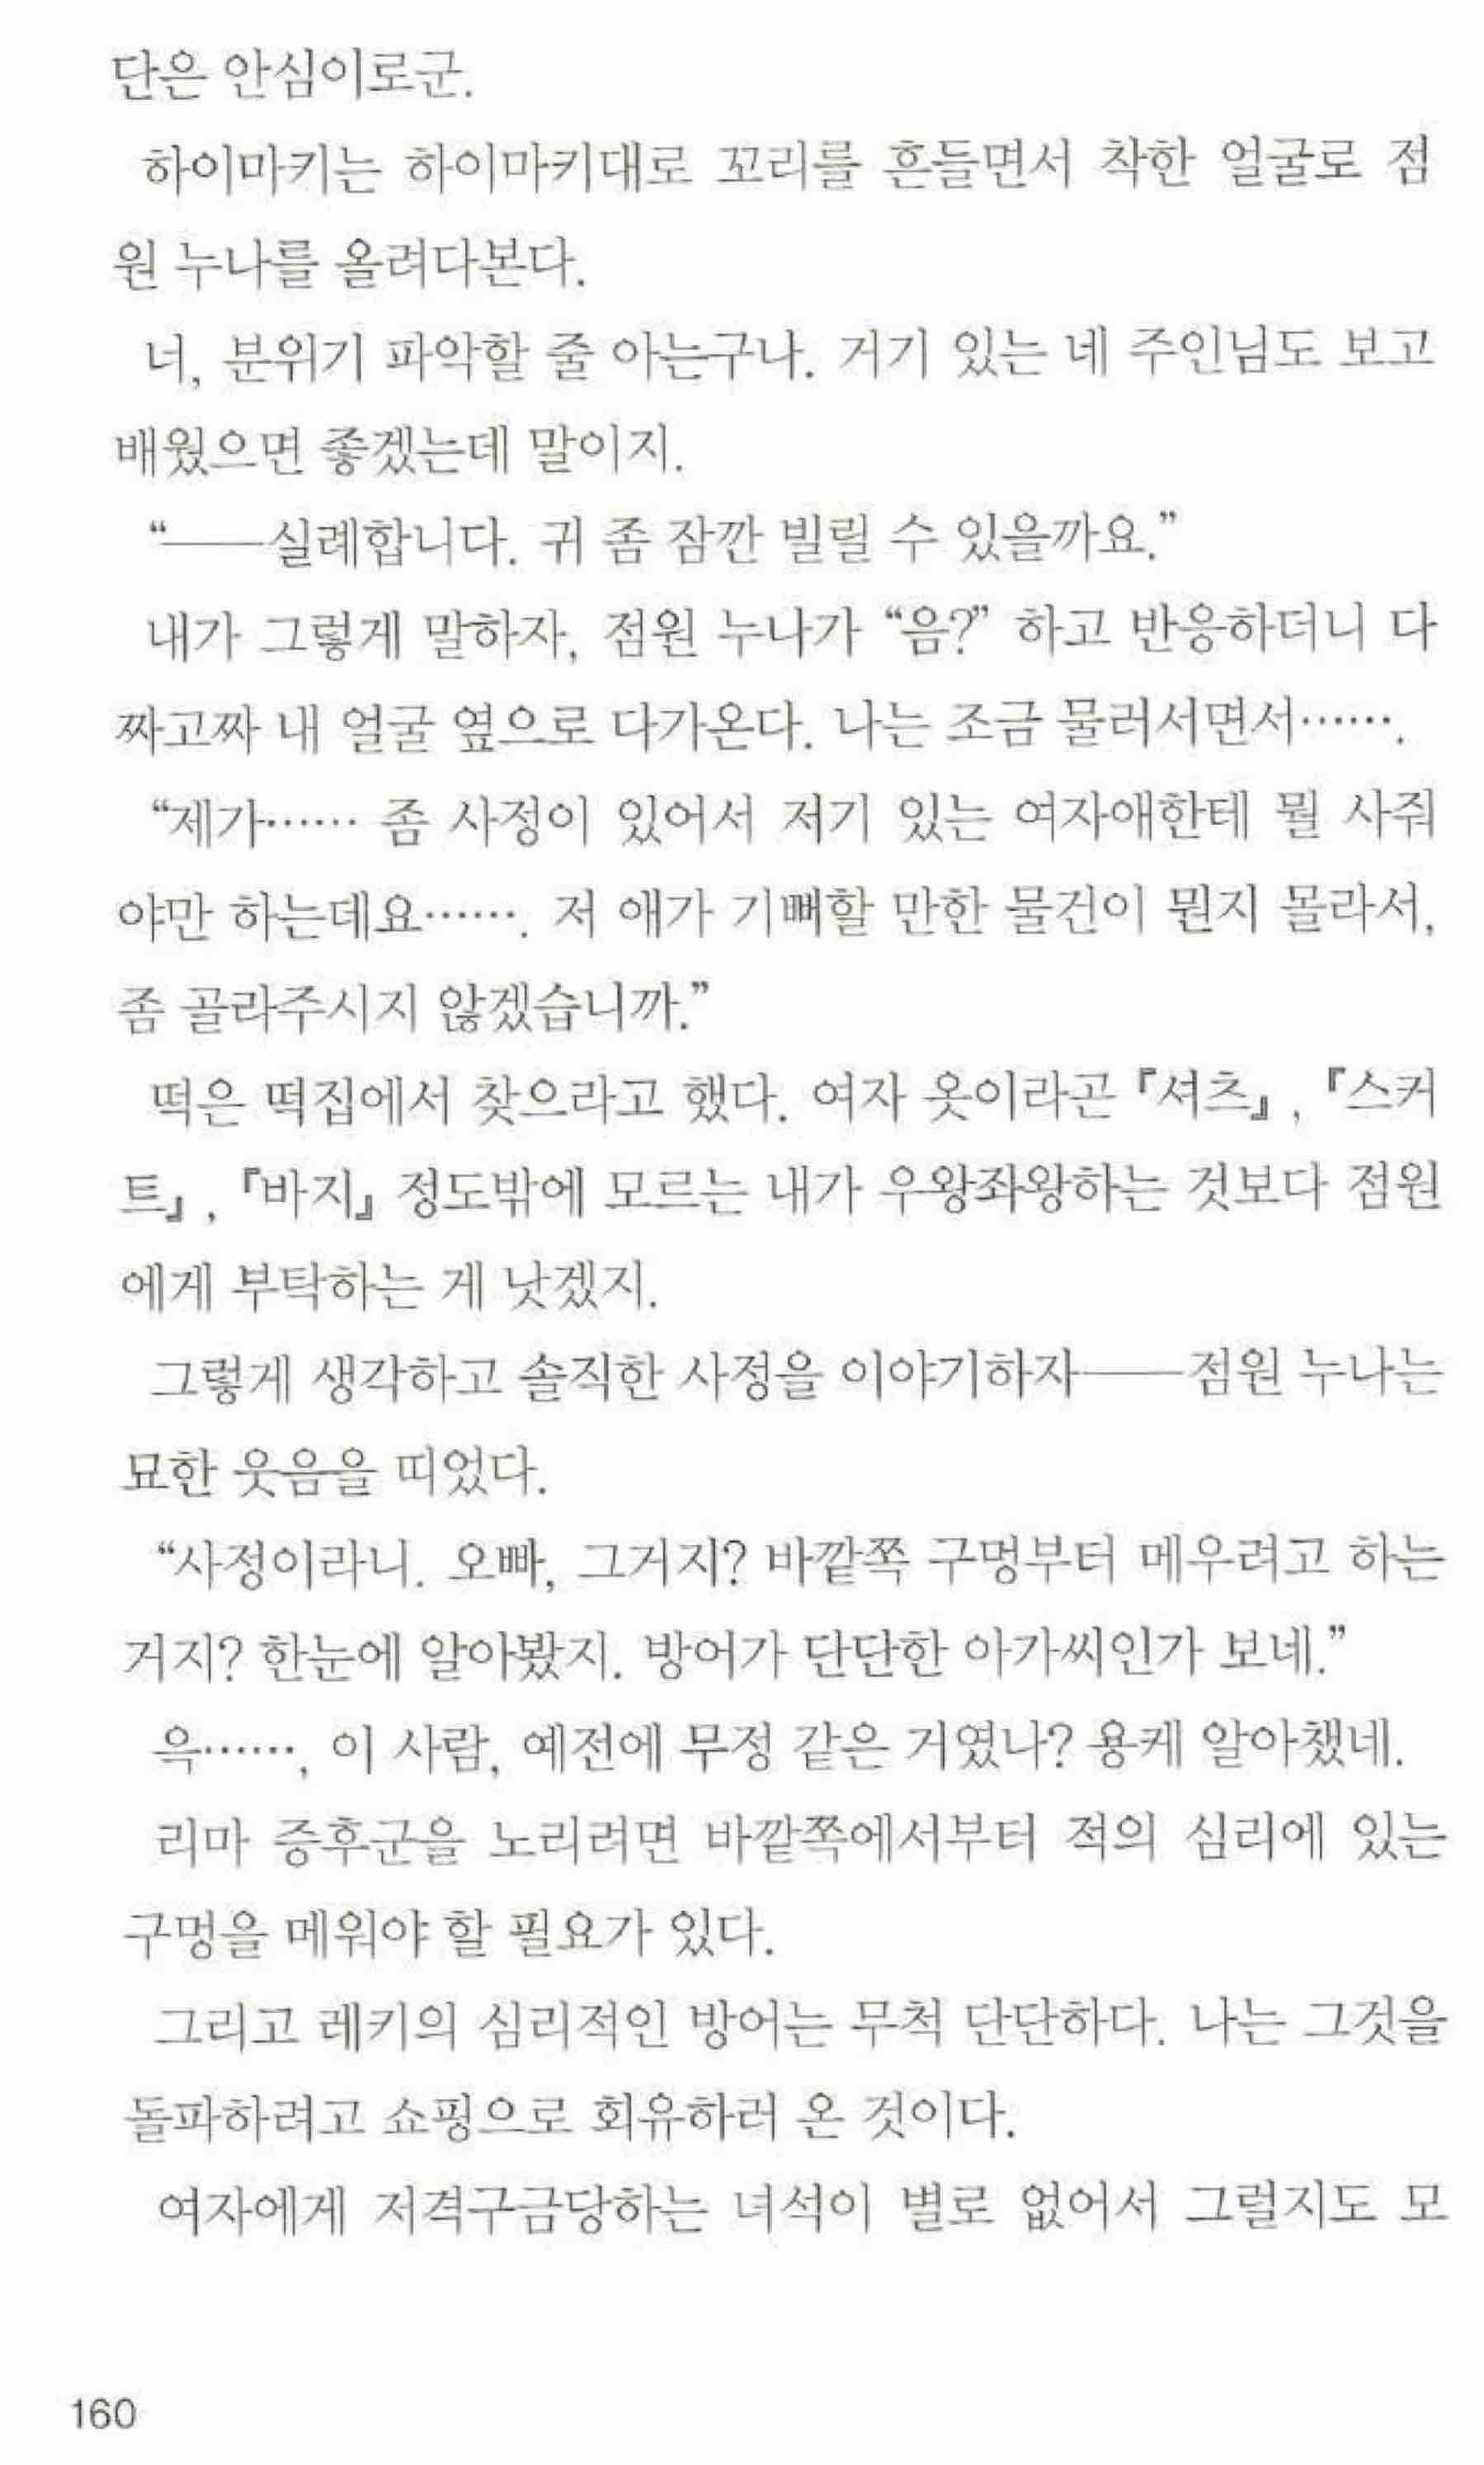 단은 안심이로군.
하이마키는 하이마키대로 꼬리를 흔들면서 착한 얼굴로 점
원 누나를 올려다본다.
너, 분위기 파악할 줄 아는구나. 거기 있는 네 주인님도 보고
배웠으면 좋겠는데 말이지.
“──실례합니다. 귀 좀 잠깐 빌릴 수 있을까요.”
내가 그렇게 말하자, 점원 누나가 “음?” 하고 반응하더니 다
짜고짜 내 얼굴 옆으로 다가온다. 나는 조금 물러서면서…….
“제가…… 좀 사정이 있어서 저기 있는 여자애한테 뭘 사줘
야만 하는데요……. 저 애가 기뻐할 만한 물건이 뭔지 몰라서,
좀 골라주시지 않겠습니까.”
떡은 떡집에서 찾으라고 했다. 여자 옷이라곤 『셔츠』, 『스커
트』, 『바지』 정도밖에 모르는 내가 우왕좌왕하는 것보다 점원
에게 부탁하는 게 낫겠지.
그렇게 생각하고 솔직한 사정을 이야기하자──점원 누나는
묘한 웃음을 띠었다.
“사정이라니. 오빠, 그거지? 바깥쪽 구멍부터 메우려고 하는
거지? 한눈에 알아봤지. 방어가 단단한 아가씨인가 보네.”
윽……, 이 사람, 예전에 무정 같은 거였나? 용케 알아챘네.
리마 증후군을 노리려면 바깥쪽에서부터 적의 심리에 있는
구멍을 메워야 할 필요가 있다.
그리고 레키의 심리적인 방어는 무척 단단하다. 나는 그것을
돌파하려고 쇼핑으로 회유하러 온 것이다.
여자에게 저격구금당하는 녀석이 별로 없어서 그럴지도 모
160